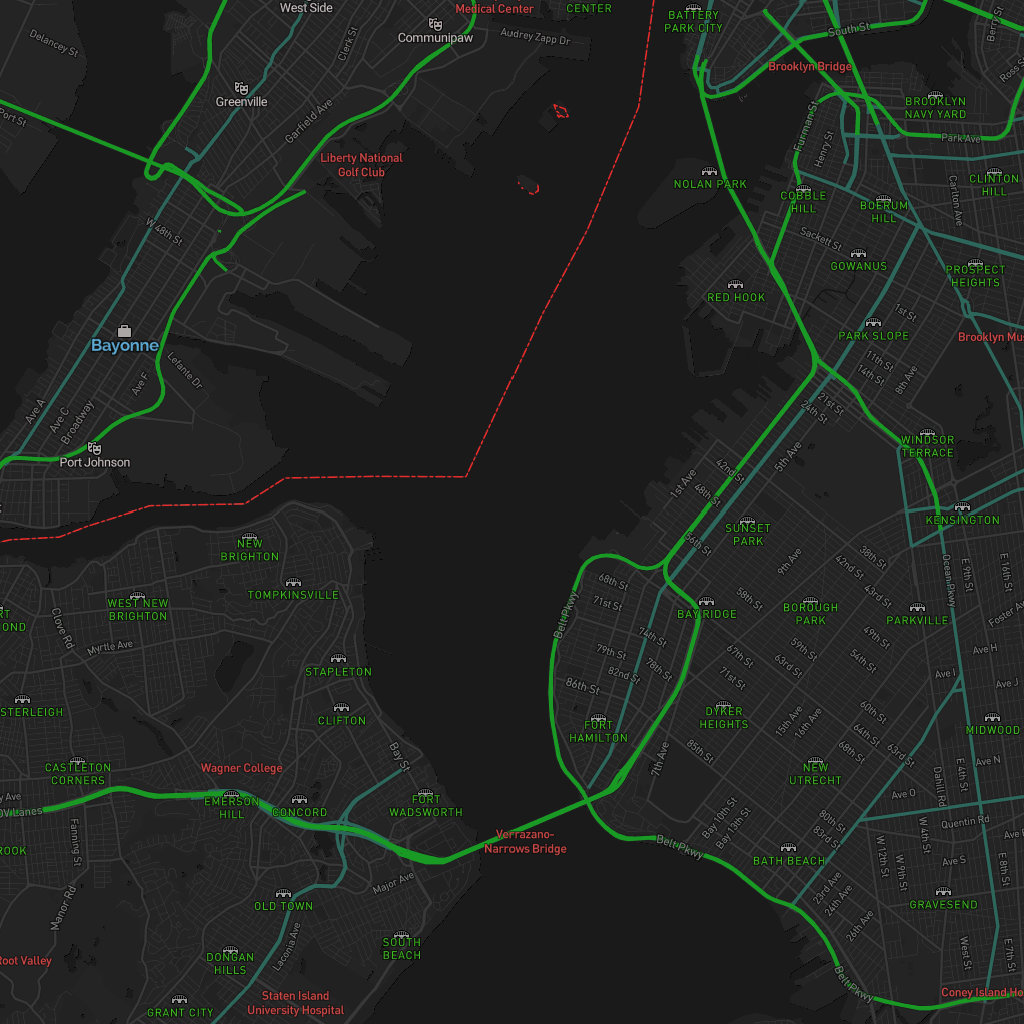 West Side
Medical Center
CENTER
BATTERY
PARK CITY
South St
Berry St
Delancey St
Communipaw
Clerk St
Audrey Zapp Dr
Brooklyn Bridge
Ross St
Greenville
Garfield Ave
Port St
BROOKLYN
NAVY YARD
Furman St
Henry St
Park Ave
Liberty National
Golf Club
NOLAN PARK
COBBLE
HILL
BOERUM
HILL
Carlton Ave
CLINTON
HILL
W 48th St
Sackett St
GOWANUS
PROSPECT
HEIGHTS
RED HOOK
1st St
PARK SLOPE
Brooklyn Mus
Bayonne
Lefante Dr
Ave F
11th St
14th St
8th Ave
Ave A
Ave C
Broadway
21st St
24th St
Port Johnson
WINDSOR
TERRACE
5th Ave
42nd St
1st Ave
48th St
KENSINGTON
SUNSET
PARK
56th St
NEW
BRIGHTON
9th Ave
38th St
42nd St
43rd St
Ocean Pkwy
E 9th St
E 16th St
TOMPKINSVILLE
WEST NEW
BRIGHTON
RT
MOND
Clove Rd
68th St
71st St
58th St
Belt Pkwy
BAY RIDGE
BOROUGH
PARK
PARKVILLE
Foster Av
Myrtle Ave
74th St
79th St
82nd St
78th St
86th St
67th St
71st St
59th St
63rd St
49th St
54th St
Ave H
Ave I
Ave J
STAPLETON
STERLEIGH
CLIFTON
FORT
HAMILTON
DYKER
HEIGHTS
15th Ave
16th Ave
60th St
64th St
68th St
63rd St
MIDWOOD
CASTLETON
CORNERS
Wagner College
Bay St
7th Ave
85th St
NEW
UTRECHT
Ave N
E 4th St
Dahill Rd
Ave O
y Ave
OV Lanes
EMERSON
HILL
CONCORD
FORT
WADSWORTH
Verrazano-
Narrows Bridge
Bay 10th St
Bay 13th St
80th St
83rd St
Quentin Rd
W 4th St
Fanning St
ROOK
Belt Pkwy
BATH BEACH
W 12th St
W 9th St
Ave S
E 8th St
Major Ave
Manor Rd
OLD TOWN
23rd Ave
24th Ave
26th Ave
GRAVESEND
Laconia Ave
SOUTH
BEACH
West St
E 7th St
Root Valley
DONGAN
HILLS
Belt Pkwy
GRANT CITY
Staten Island
University Hospital
Coney Island Ho